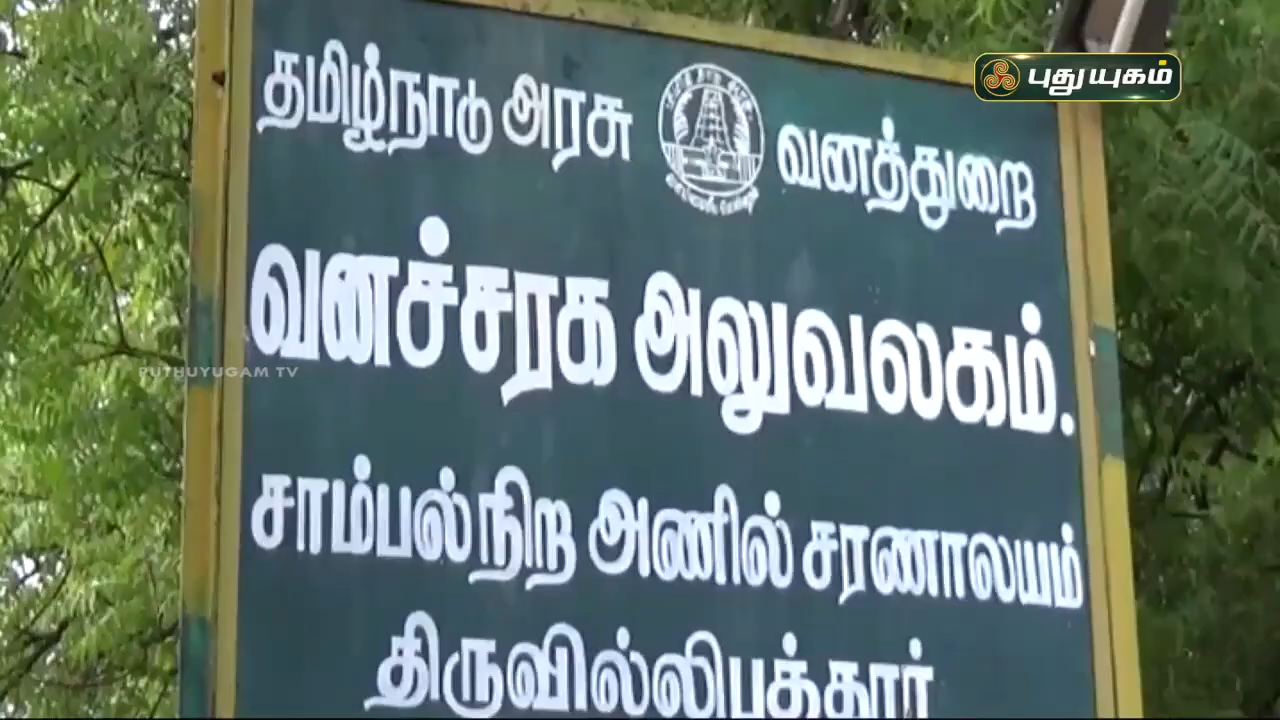 புதுயுகம்
தமிழ்நாடு அரசு வனத்துறை
வனச்சரக அலுவலகம்.
PUTHUYUGAM TV
சாம்பல்நிற அணில் சரணாலயம்
திருவில்லிபுத்தூர்